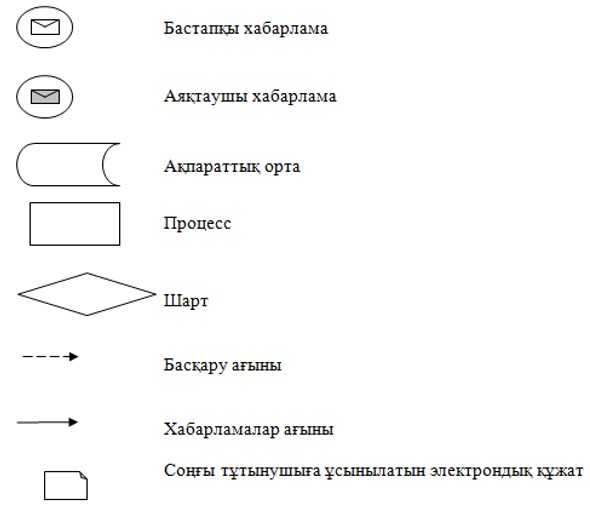 Бастапқы хабарлама
Аяқтаушы хабарлама
Ақпараттық орта
Процесс
Шарт
Басқару ағыны
Хабарламалар ағыны
Соңғы тұтынушыға ұсынылатын электрондық құжат